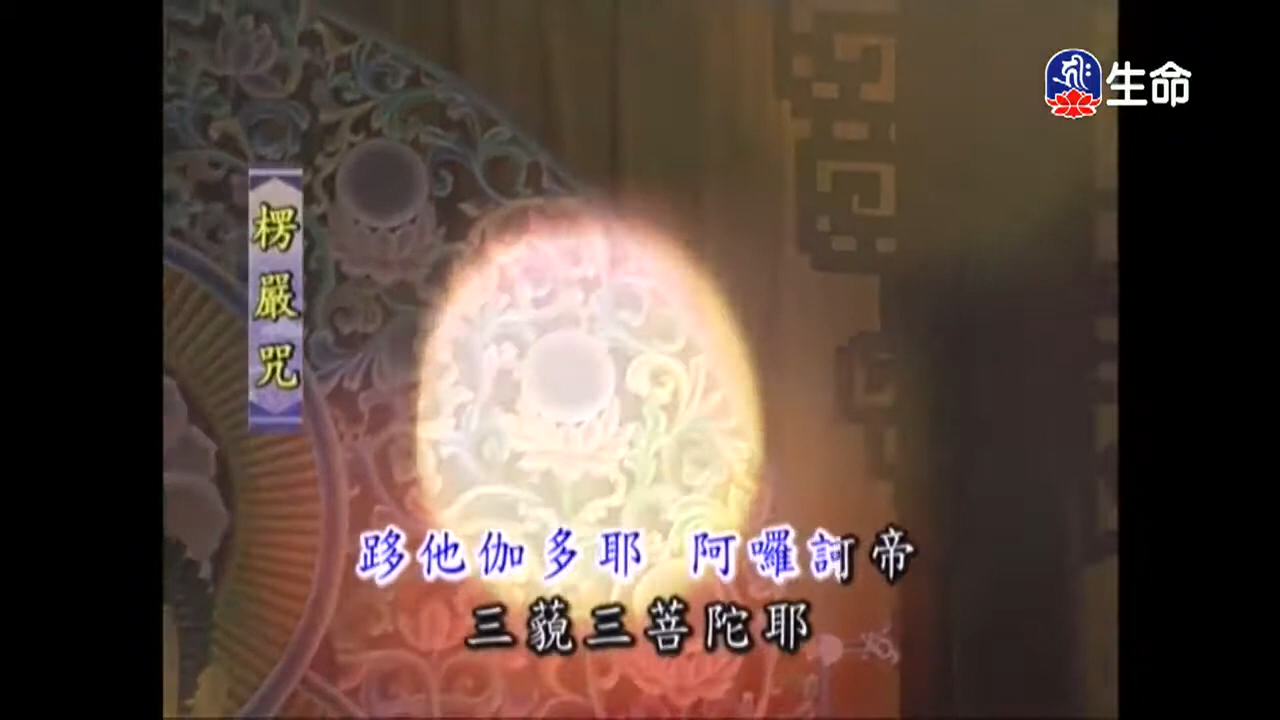 生命
楞嚴咒
跢他伽多耶 阿囉訶帝
三藐三菩陀耶